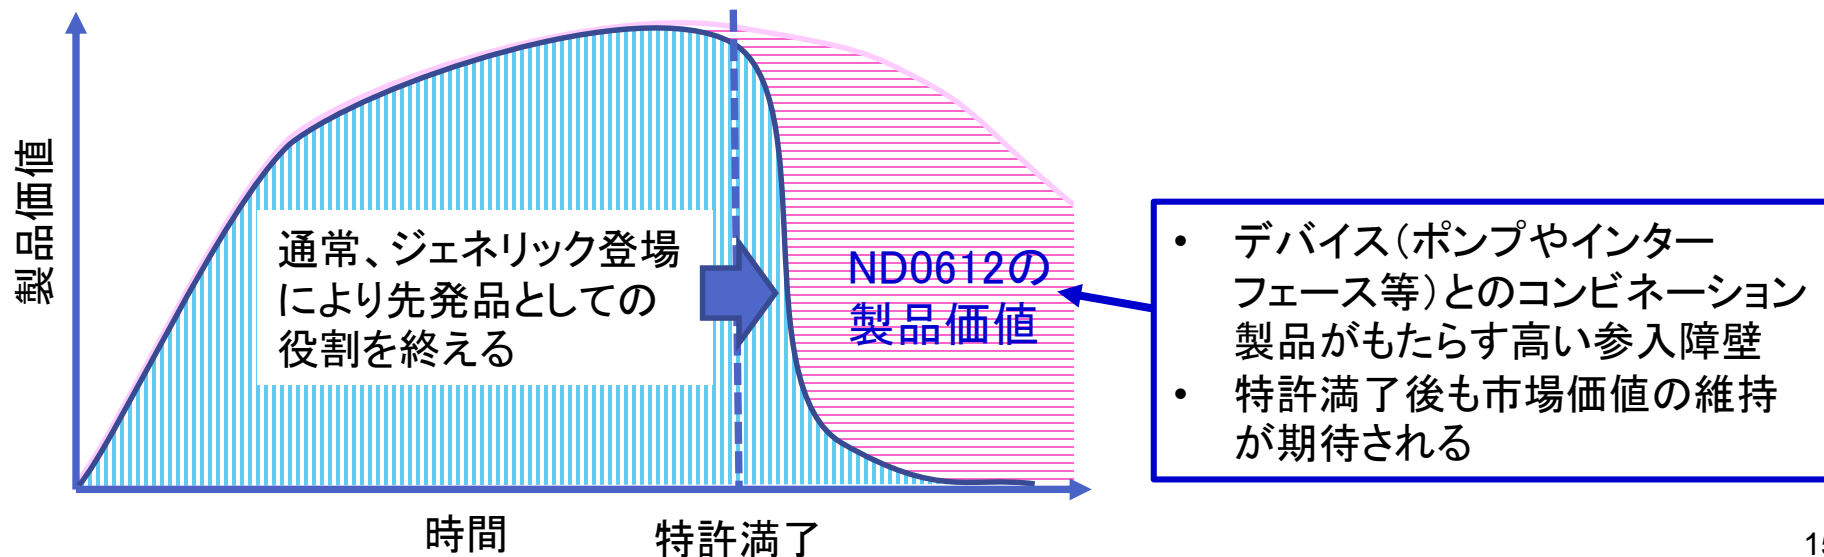 製品価値
通常、ジェネリック登場
により先発品としての
役割を終える
ND0612の
製品価値
• デバイス(ポンプやインター
フェース等)とのコンビネーション
製品がもたらす高い参入障壁
• 特許満了後も市場価値の維持
が期待される
時間
特許満了
15